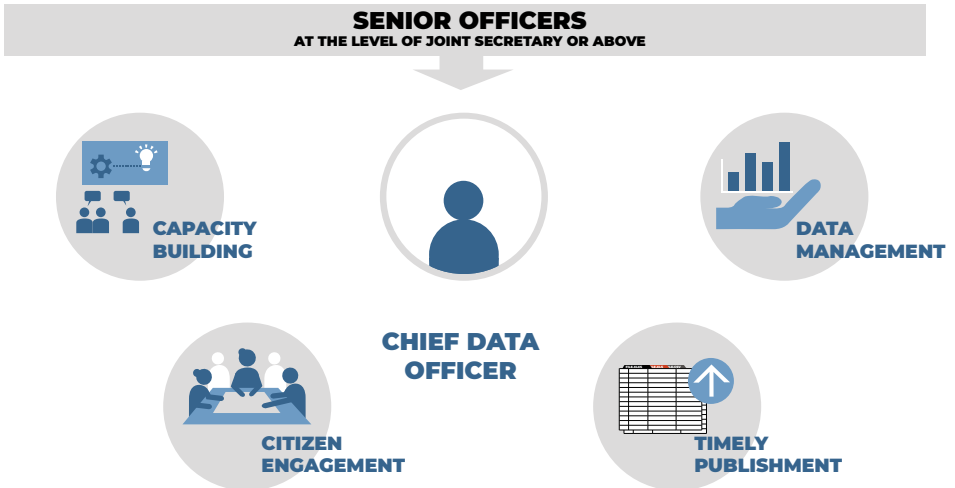 SENIOR OFFICERS
AT THE LEVEL OF JOINT SECRETARY OR ABOVE
CAPACITY
BUILDING
DATA
MANAGEMENT
CHIEF DATA
OFFICER
CITIZEN
ENGAGEMENT
TIMELY
PUBLISHMENT